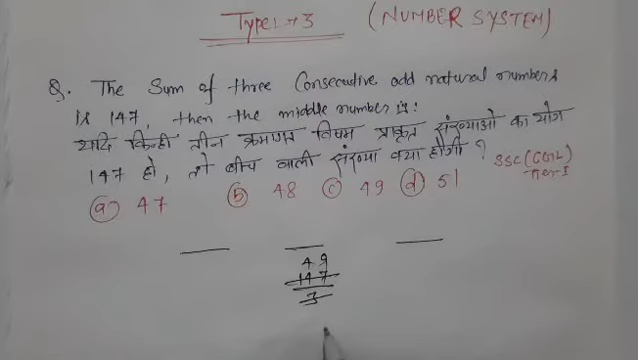 Type:→3 (NUMBER SYSTEM)
Q. The Sum of three Consecutive odd natural numbers
is 147, then the middle number is:
यदि किन्ही तीन क्रमागत विषम प्राकृत संख्याओ का योग
147 हो, तो बीच वाली संख्या क्या होगी ? SSC (CGL)
Tier-I
(a) 47 (b) 48 (c) 49 (d) 51
49
147
3